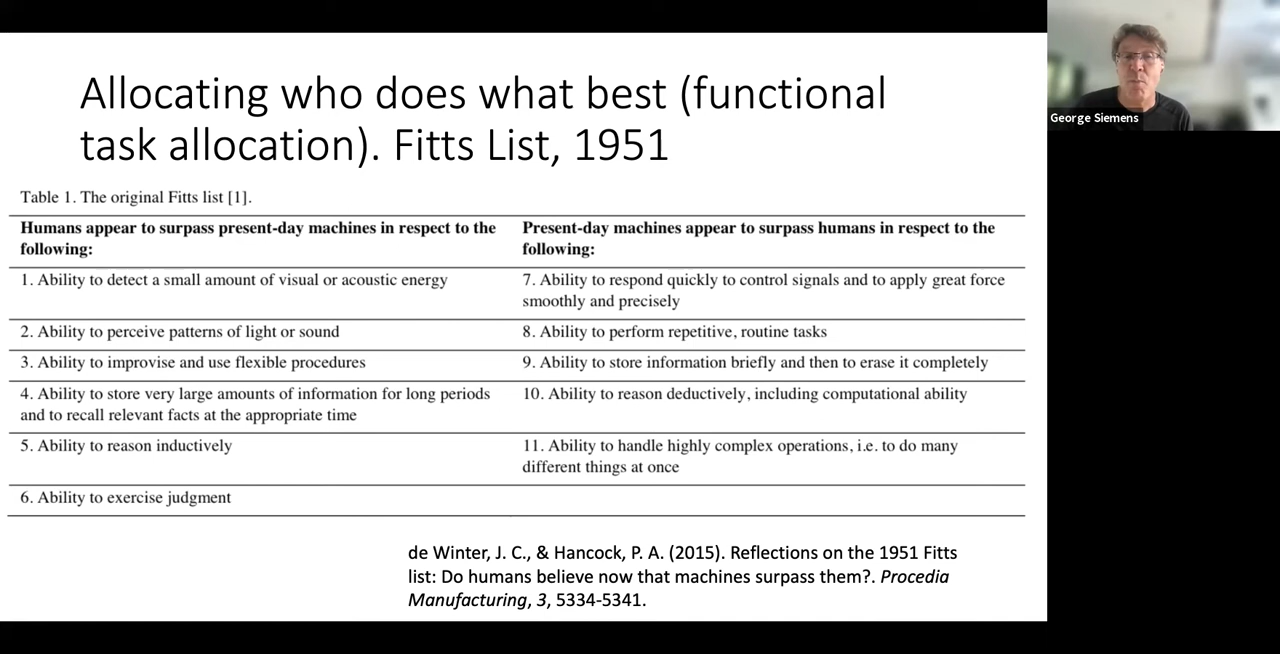 Allocating who does what best (functional
task allocation). Fitts List, 1951
George Siemens
Table 1. The original Fitts list [1].
Humans appear to surpass present-day machines in respect to the
following:
Present-day machines appear to surpass humans in respect to the
following:
1. Ability to detect a small amount of visual or acoustic energy
7. Ability to respond quickly to control signals and to apply great force
smoothly and precisely
2. Ability to perceive patterns of light or sound
8. Ability to perform repetitive, routine tasks
3. Ability to improvise and use flexible procedures
9. Ability to store information briefly and then to erase it completely
4. Ability to store very large amounts of information for long periods
and to recall relevant facts at the appropriate time
10. Ability to reason deductively, including computational ability
5. Ability to reason inductively
11. Ability to handle highly complex operations, i.e. to do many
different things at once
6. Ability to exercise judgment
de Winter, J. C., & Hancock, P. A. (2015). Reflections on the 1951 Fitts
list: Do humans believe now that machines surpass them?. Procedia
Manufacturing, 3, 5334-5341.